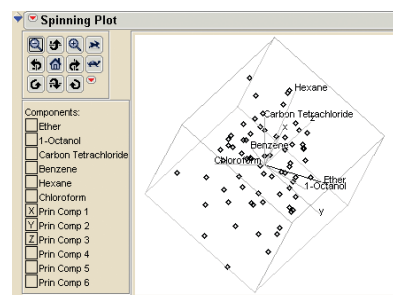 Spinning Plot
Components:
Ether
1-Octanol
Carbon Tetrachloride
Benzene
Hexane
Chloroform
X Prin Comp 1
Y Prin Comp 2
Z Prin Comp 3
Prin Comp 4
Prin Comp 5
Prin Comp 6
Hexane
Carbon Tetrachloride
z
x
Benzene
Chloroform
Ether
1-Octanol
y